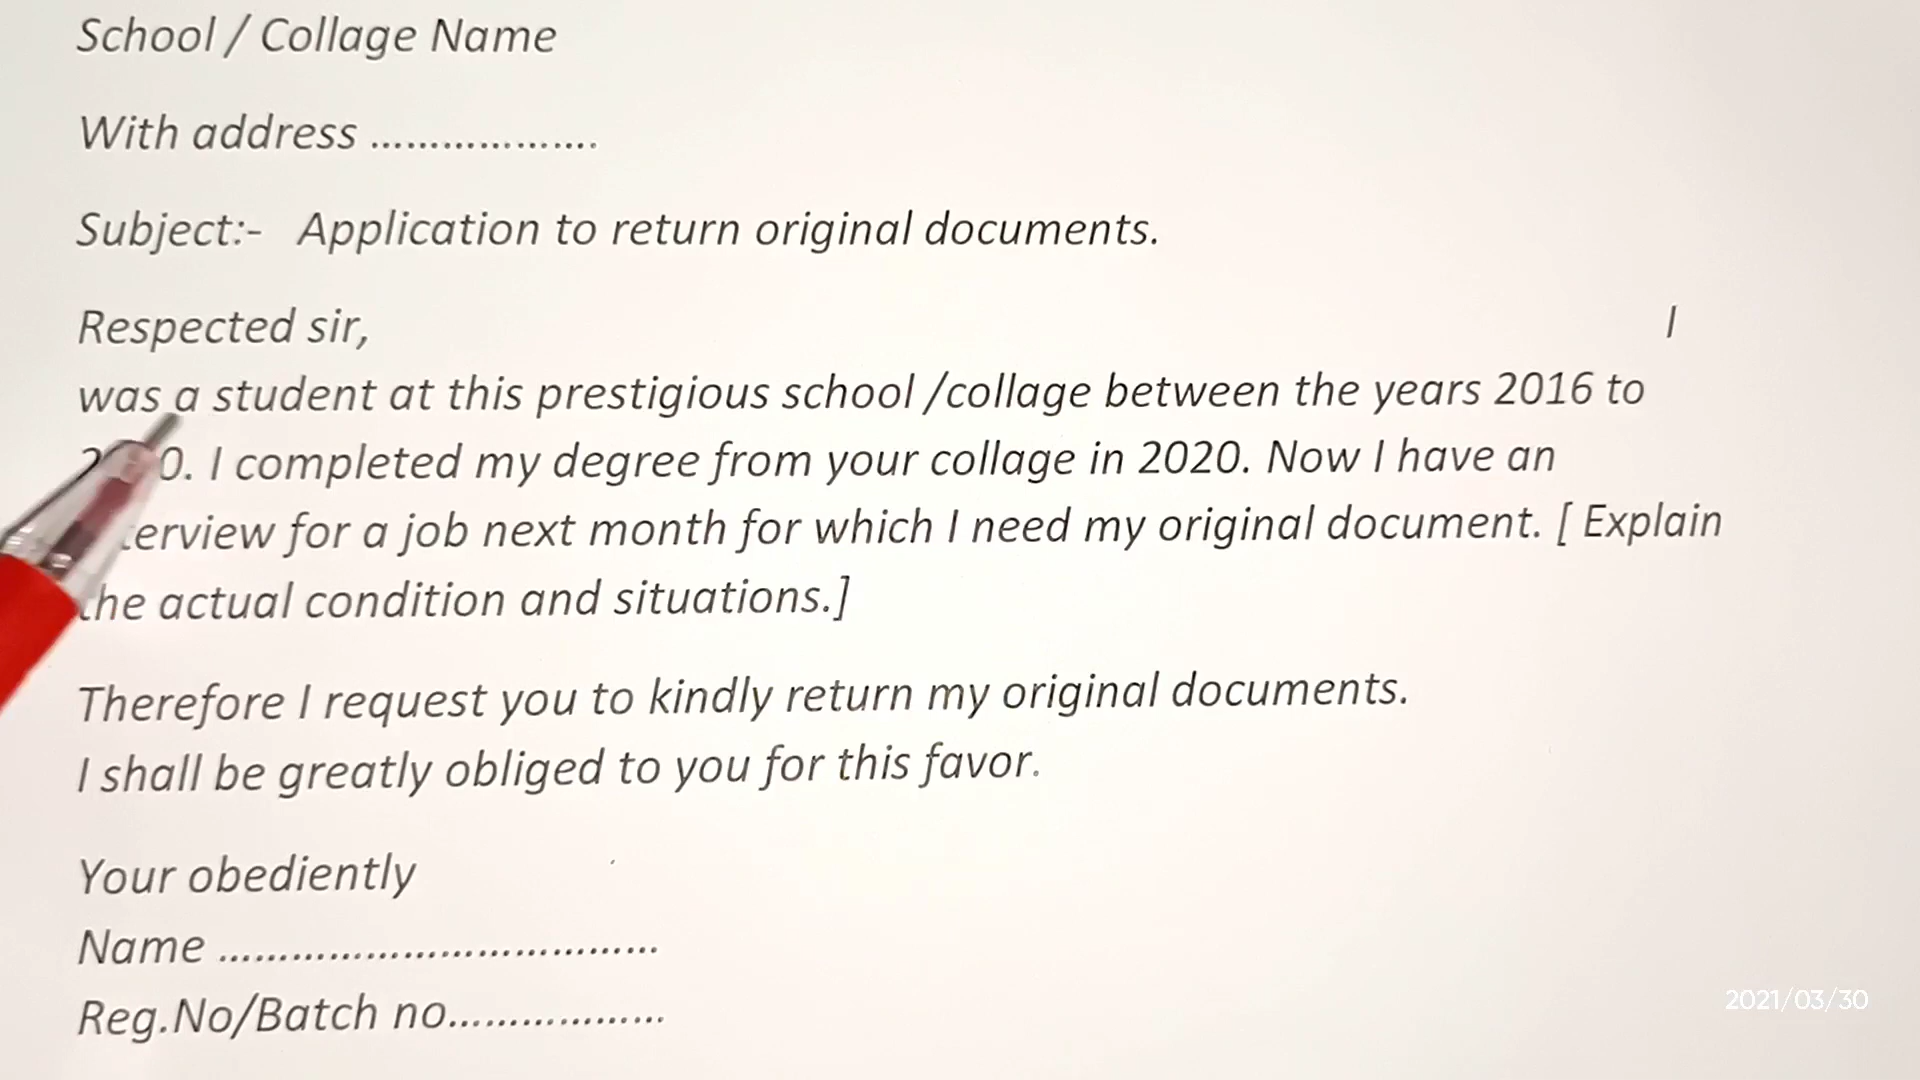 School / Collage Name
With address ...................
Subject:-   Application to return original documents.
Respected sir, I
was a student at this prestigious school /collage between the years 2016 to
I completed my degree from your collage in 2020. Now I have an
for a job next month for which I need my original document. [ Explain
the actual condition and situations.]
Therefore I request you to kindly return my original documents.
I shall be greatly obliged to you for this favor.
Your obediently
Name ....................................
Reg.No/Batch no..................
2021/03/30